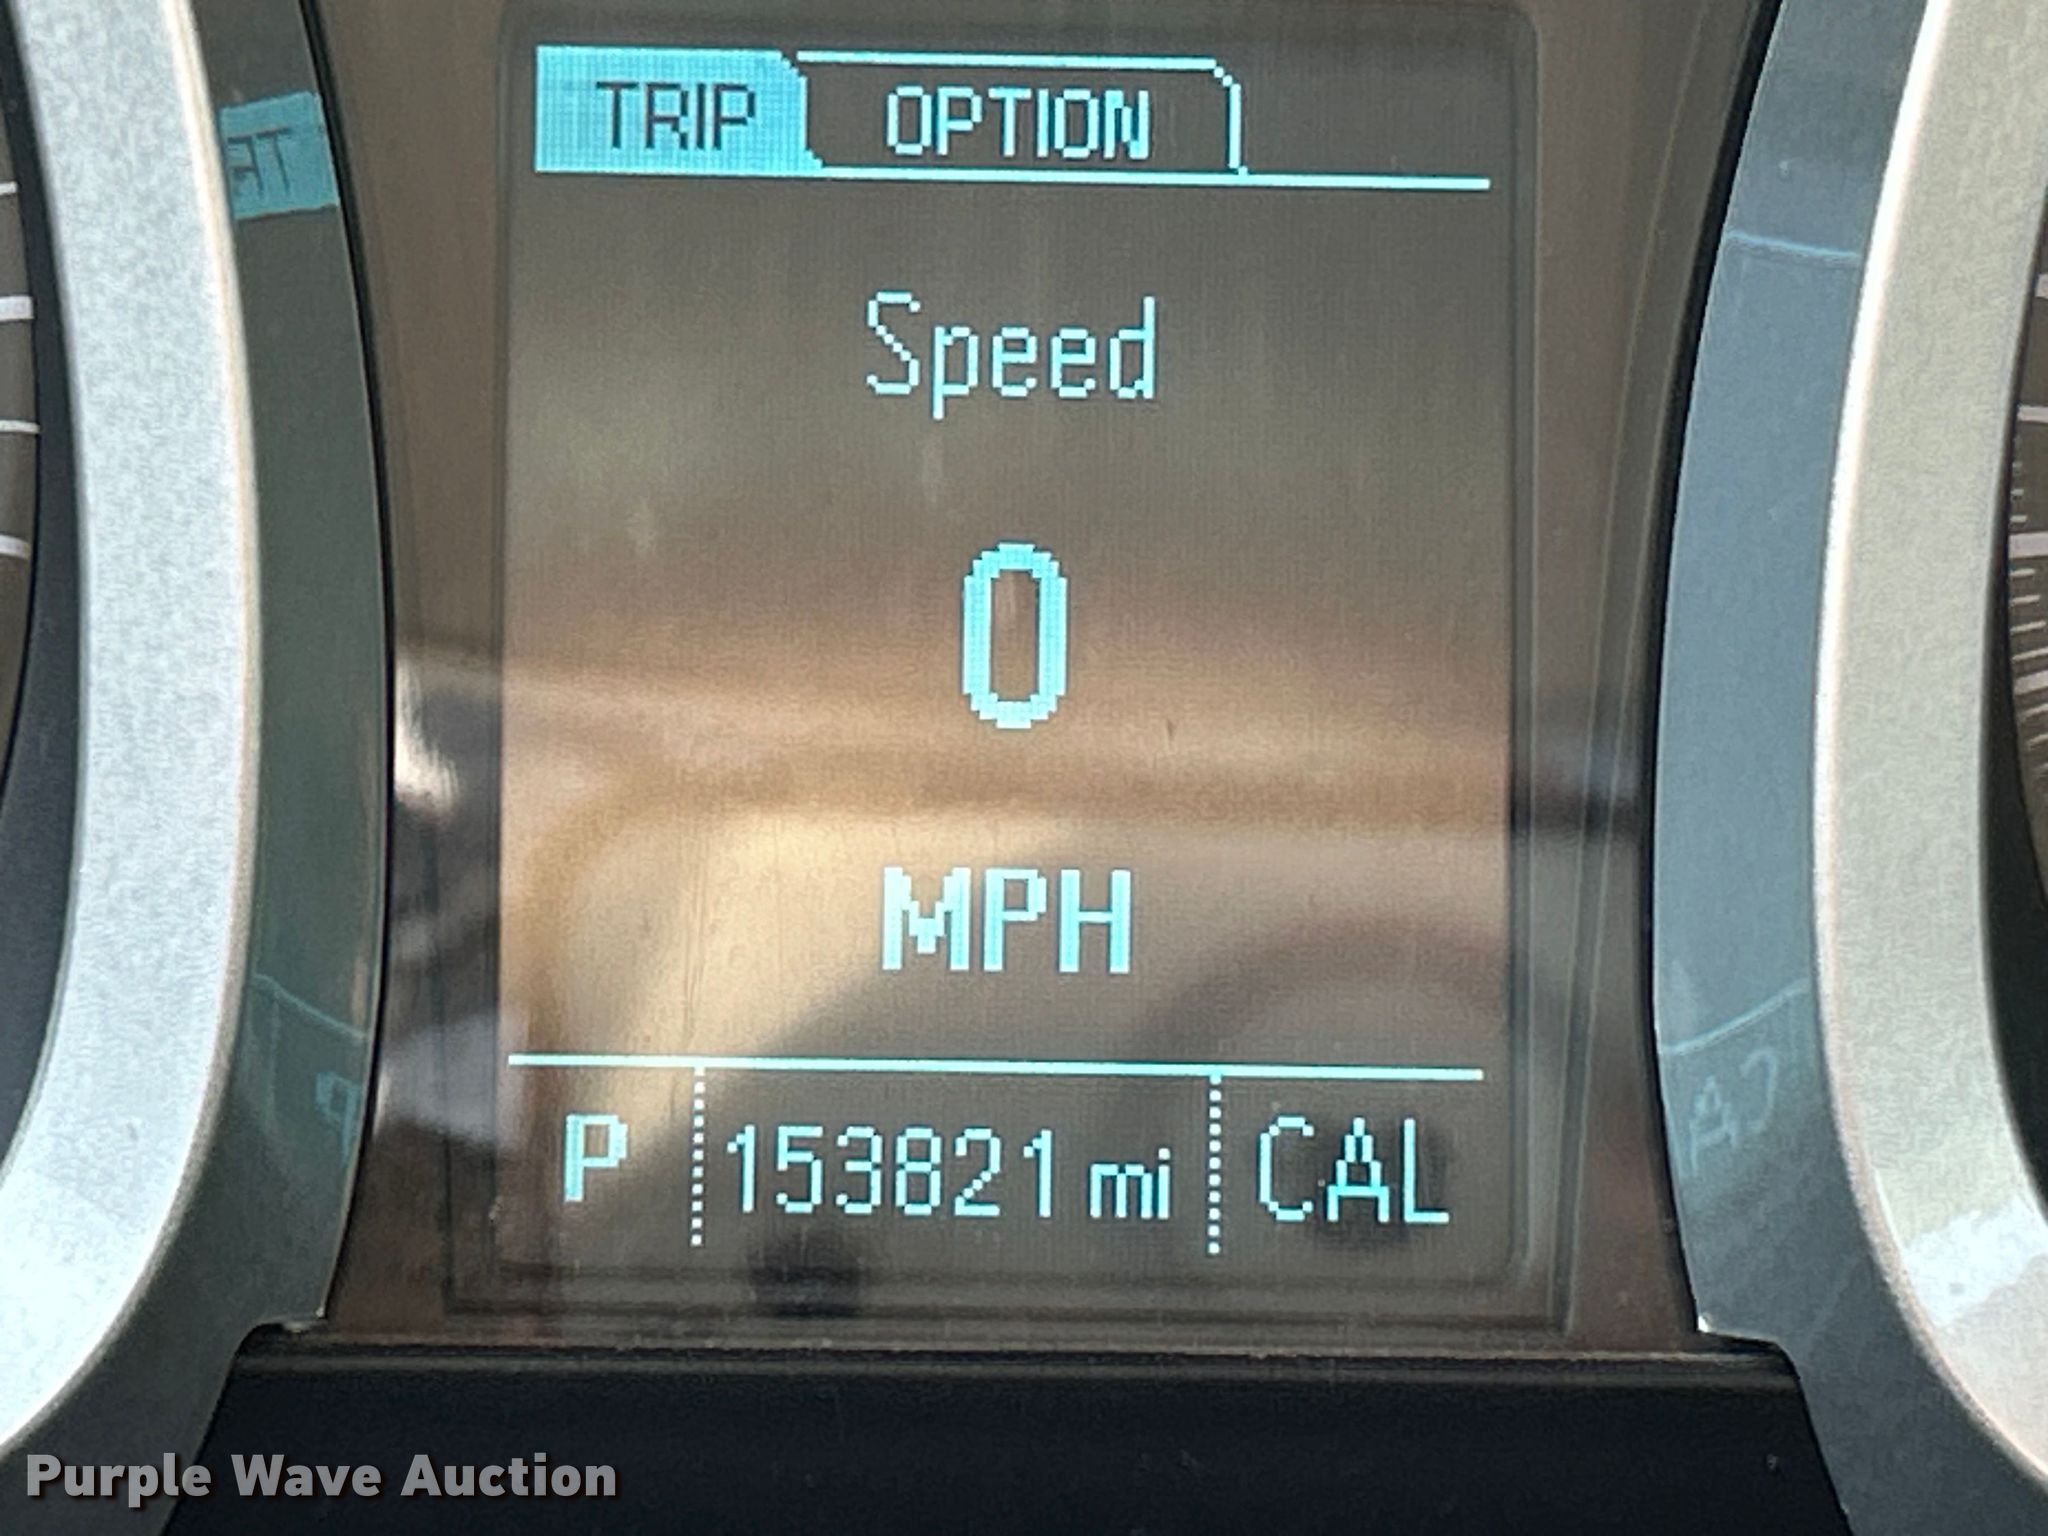 TRIP OPTION
Speed
0
MPH
P 153821 mi CAL
Purple Wave Auction